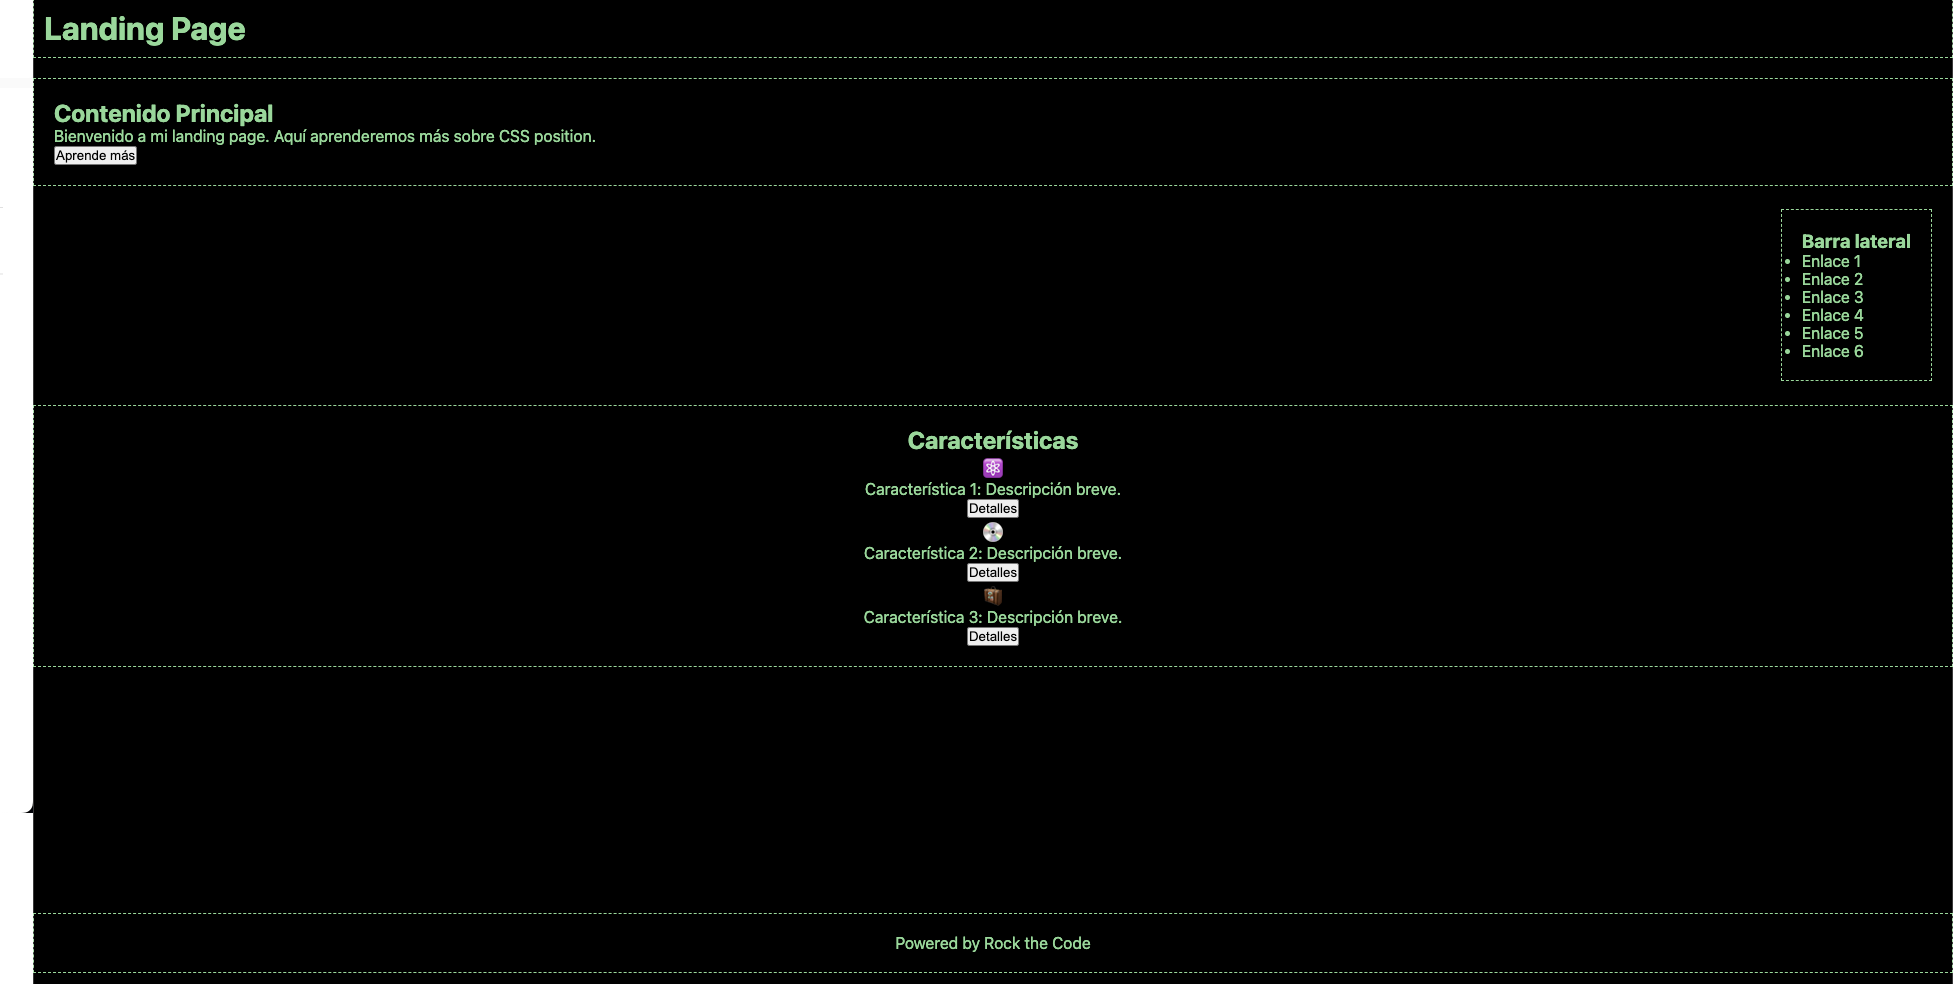 Landing Page
Contenido Principal
Bienvenido a mi landing page. Aquí aprenderemos más sobre CSS position.
Aprende más
Barra lateral
• Enlace 1
• Enlace 2
• Enlace 3
• Enlace 4
• Enlace 5
• Enlace 6
Características
Característica 1: Descripción breve.
Detalles
Característica 2: Descripción breve.
Detalles
Característica 3: Descripción breve.
Detalles
Powered by Rock the Code